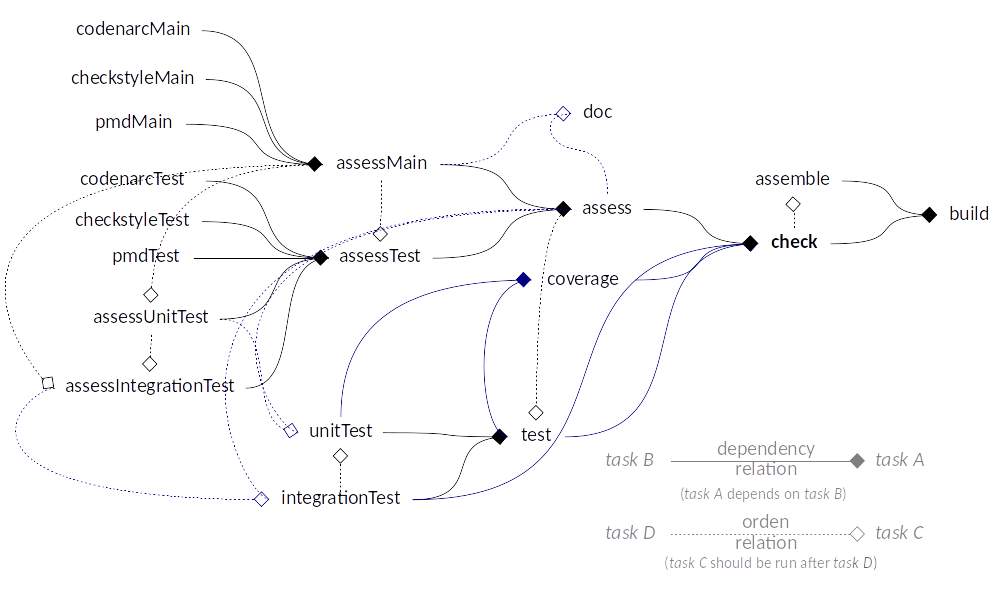 codenarcMain
checkstyleMain
pmdMain
doc
assessMain
codenarcTest
assemble
assess
build
checkstyleTest
check
pmdTest
assessTest
coverage
assessUnitTest
assessIntegrationTest
unitTest
test
integrationTest
task B
dependency
relation
task A
(task A depends on task B)
task D
orden
relation
task C
(task C should be run after task D)